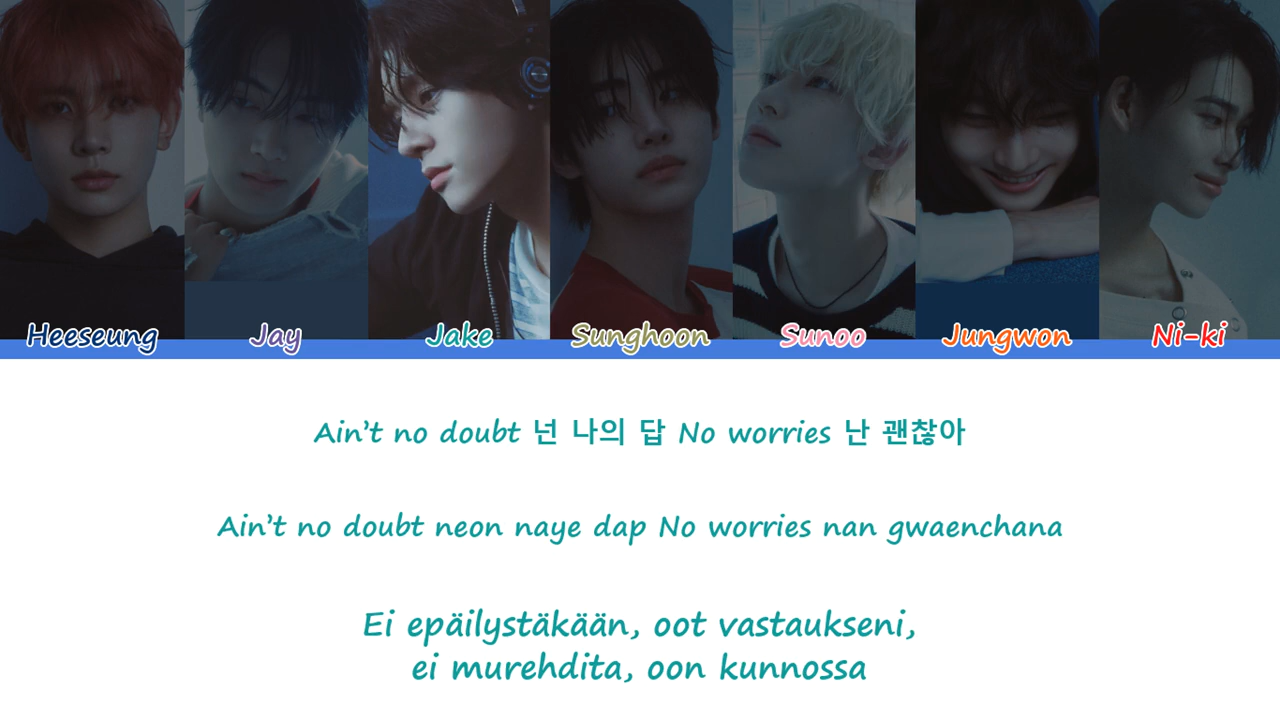 Heeseung Jay Jake Sunghoon Sunoo Jungwon Ni-ki
Ain't no doubt 넌 나의 답 No worries 난 괜찮아
Ain't no doubt neon naye dap No worries nan gwaenchana
Ei epäilystäkään, oot vastaukseni,
ei murehdita, oon kunnossa